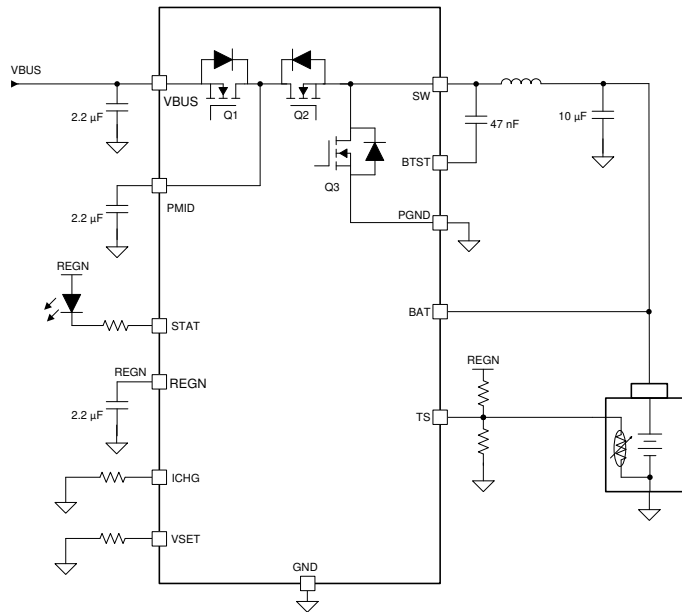 VBUS
VBUS
2.2 µF
Q1
Q2
SW
47 nF
10 µF
BTST
Q3
PMID
2.2 µF
PGND
REGN
STAT
BAT
REGN
REGN
2.2 µF
REGN
TS
ICHG
VSET
GND